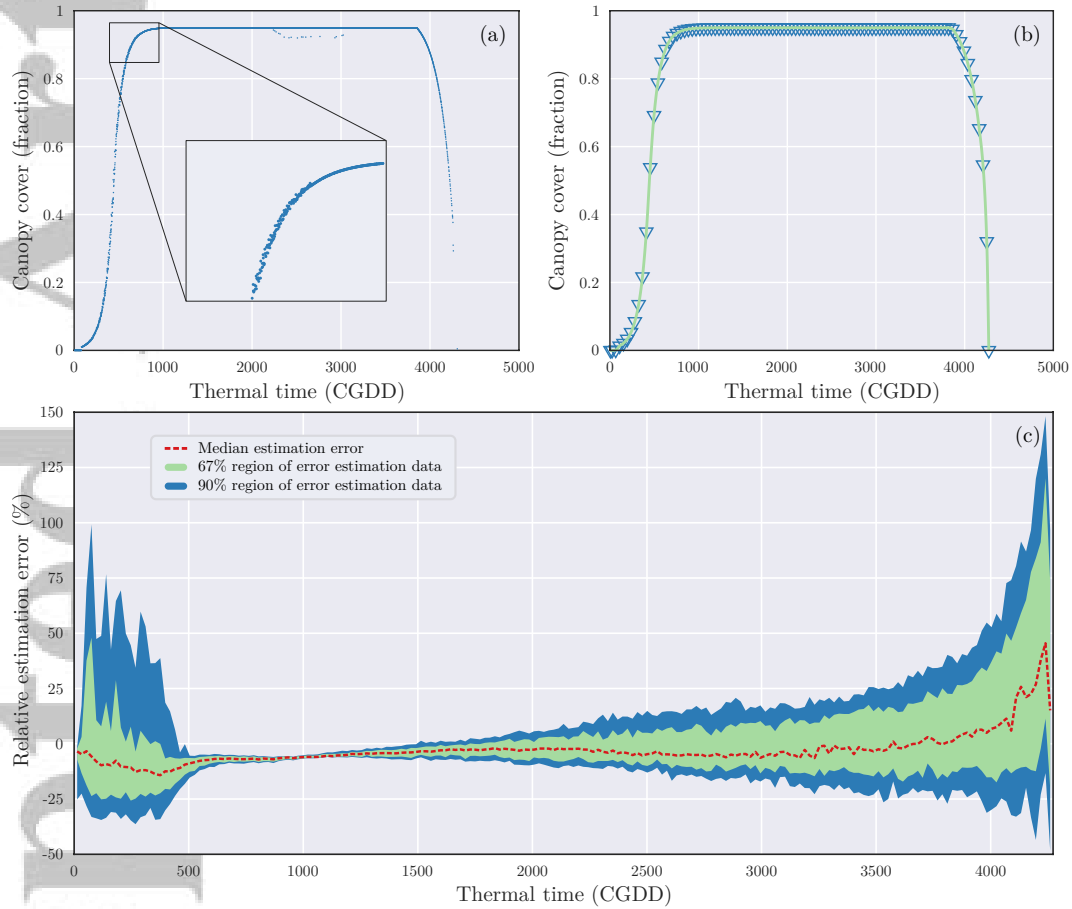 (a)
Canopy cover (fraction)
1
0.8
0.6
0.4
0.2
0
0 1000 2000 3000 4000 5000
Thermal time (CGDD)
(b)
Canopy cover (fraction)
1
0.8
0.6
0.4
0.2
0
0 1000 2000 3000 4000 5000
Thermal time (CGDD)
(c)
Relative estimation error (%)
150
125
100
75
50
25
0
-25
-50
Median estimation error
67% region of error estimation data
90% region of error estimation data
0 500 1000 1500 2000 2500 3000 3500 4000
Thermal time (CGDD)